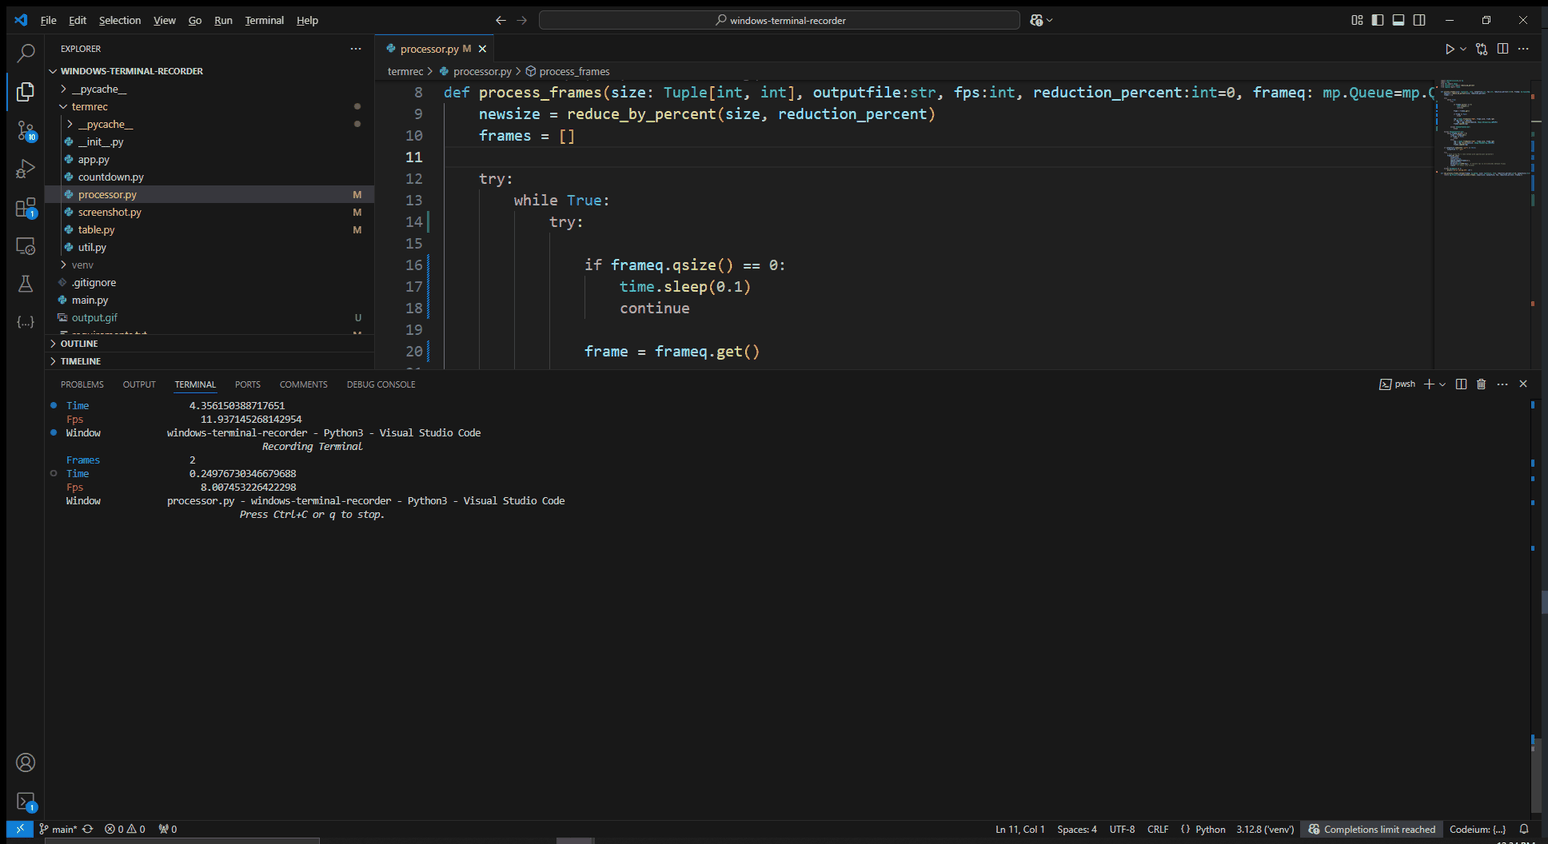 File Edit Selection View Go Run Terminal Help
windows-terminal-recorder
EXPLORER
WINDOWS-TERMINAL-RECORDER
__pycache__
termrec
__pycache__
__init__.py
app.py
countdown.py
processor.py M
screenshot.py M
table.py M
util.py
venv
.gitignore
main.py
output.gif U
OUTLINE
TIMELINE
10
1
processor.py M
termrec > processor.py > process_frames
8 def process_frames(size: Tuple[int, int], outputfile:str, fps:int, reduction_percent:int=0, frameq: mp.Queue=mp.Q
9 newsize = reduce_by_percent(size, reduction_percent)
10 frames = []
11
12 try:
13 while True:
14 try:
15
16 if frameq.qsize() == 0:
17 time.sleep(0.1)
18 continue
19
20 frame = frameq.get()
PROBLEMS OUTPUT TERMINAL PORTS COMMENTS DEBUG CONSOLE
pwsh
Time 4.356150388717651
Fps 11.937145268142954
Window windows-terminal-recorder - Python3 - Visual Studio Code
Recording Terminal
Frames 2
Time 0.24976730346679688
Fps 8.007453226422298
Window processor.py - windows-terminal-recorder - Python3 - Visual Studio Code
Press Ctrl+C or q to stop.
1
main* 0 0 0
Ln 11, Col 1 Spaces: 4 UTF-8 CRLF Python 3.12.8 ('venv') Completions limit reached Codeium: {...}